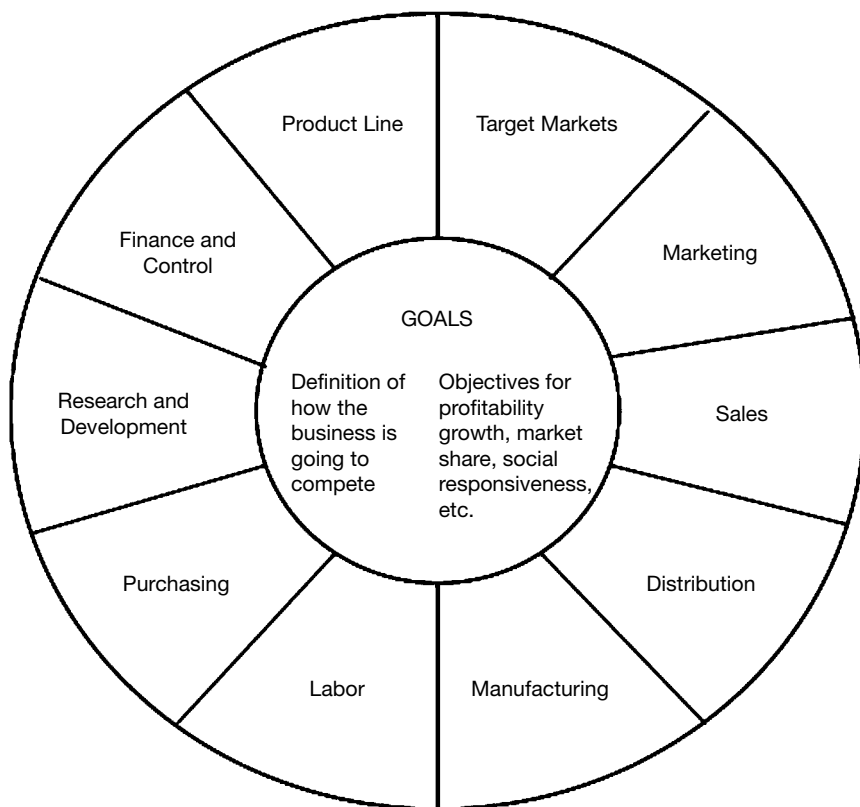 Product Line
Target Markets
Finance and
Control
Marketing
GOALS
Definition of
how the
business is
going to
compete
Objectives for
profitability
growth, market
share, social
responsiveness,
etc.
Research and
Development
Sales
Purchasing
Distribution
Labor
Manufacturing